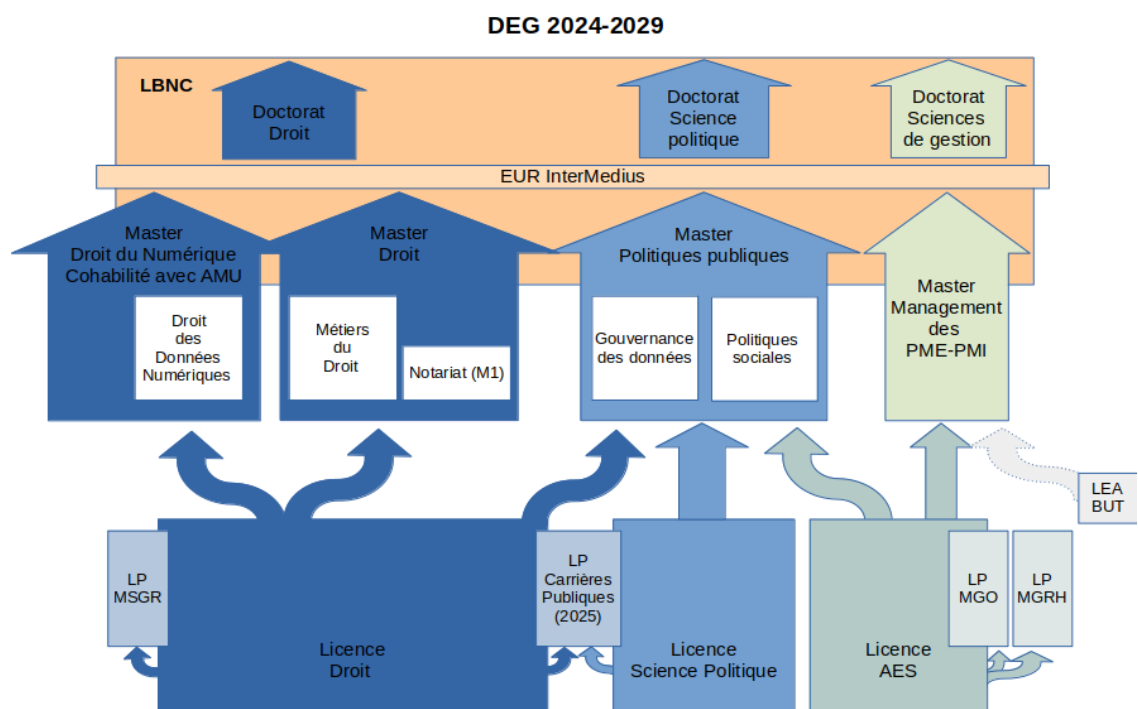 DEG 2024-2029
LBNC
Doctorat
Droit
Doctorat
Science
politique
Doctorat
Sciences
de gestion
EUR InterMedius
Master
Droit du Numérique
Cohabilité avec AMU
Droit
des
Données
Numériques
Master
Droit
Métiers
du
Droit
Notariat (M1)
Master
Politiques publiques
Gouvernance
des données
Politiques
sociales
Master
Management
des
PME-PMI
LEA
BUT
LP
MSGR
Licence
Droit
LP
Carrières
Publiques
(2025)
Licence
Science Politique
Licence
AES
LP
MGO
LP
MGRH